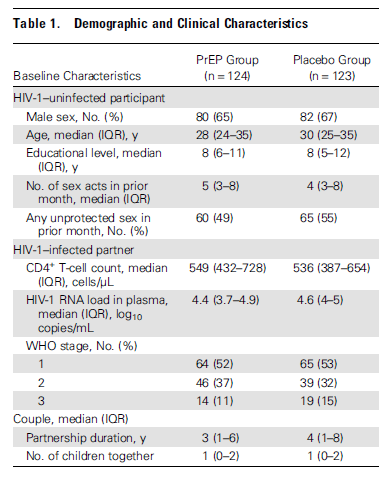 Table 1. Demographic and Clinical Characteristics
Baseline Characteristics PrEP Group (n = 124) Placebo Group (n = 123)
HIV-1–uninfected participant
Male sex, No. (%) 80 (65) 82 (67)
Age, median (IQR), y 28 (24–35) 30 (25–35)
Educational level, median 8 (6–11) 8 (5–12)
(IQR), y
No. of sex acts in prior 5 (3–8) 4 (3–8)
month, median (IQR)
Any unprotected sex in 60 (49) 65 (55)
prior month, No. (%)
HIV-1–infected partner
CD4+ T-cell count, median 549 (432–728) 536 (387–654)
(IQR), cells/µL
HIV-1 RNA load in plasma, 4.4 (3.7–4.9) 4.6 (4–5)
median (IQR), log10
copies/mL
WHO stage, No. (%)
1 64 (52) 65 (53)
2 46 (37) 39 (32)
3 14 (11) 19 (15)
Couple, median (IQR)
Partnership duration, y 3 (1–6) 4 (1–8)
No. of children together 1 (0–2) 1 (0–2)